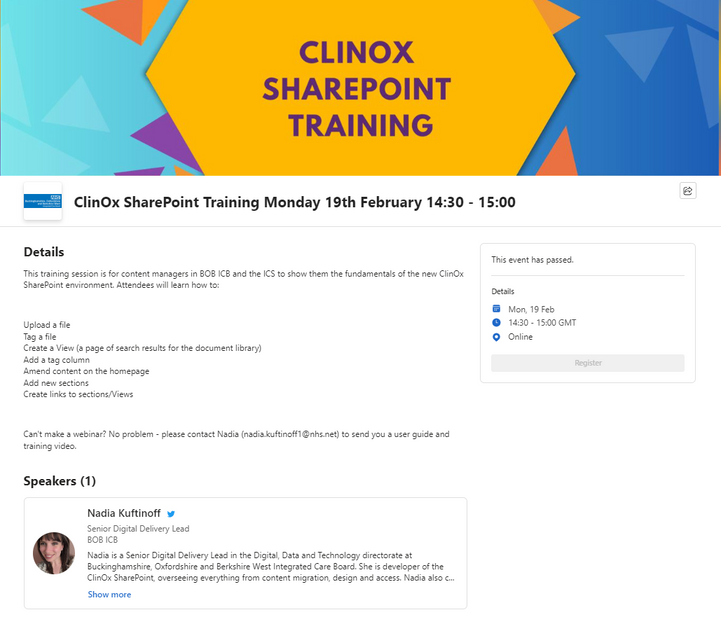 CLINOX
SHAREPOINT
TRAINING
NHS
ClinOx SharePoint Training Monday 19th February 14:30 - 15:00
Details
This training session is for content managers in BOB ICB and the ICS to show them the fundamentals of the new ClinOx
SharePoint environment. Attendees will learn how to:
Upload a file
Tag a file
Create a View (a page of search results for the document library)
Add a tag column
Amend content on the homepage
Add new sections
Create links to sections/Views
Can't make a webinar? No problem - please contact Nadia (nadia.kuftinoff1@nhs.net) to send you a user guide and
training video.
Speakers (1)
Nadia Kuftinoff
Senior Digital Delivery Lead
BOB ICB
Nadia is a Senior Digital Delivery Lead in the Digital, Data and Technology directorate at
Buckinghamshire, Oxfordshire and Berkshire West Integrated Care Board. She is developer of the
ClinOx SharePoint, overseeing everything from content migration, design and access. Nadia also c...
Show more
This event has passed.
Details
Mon, 19 Feb
14:30 - 15:00 GMT
Online
Register